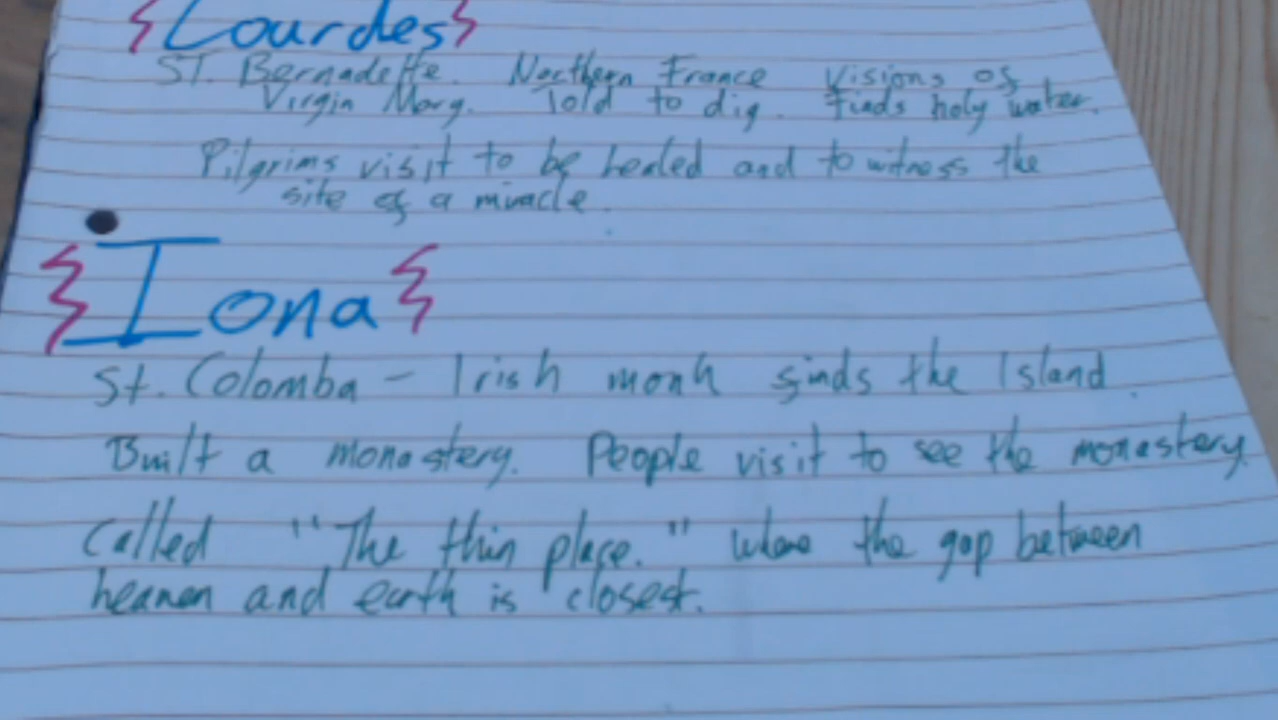 Lourdes
ST. Bernadette. Northern France Visions of
Virgin Mary. Told to dig. Finds holy water.
Pilgrims visit to be healed and to witness the
site of a miracle.
Iona
St. Colomba - Irish monk finds the Island.
Built a monastery. People visit to see the monastery.
Called "The thin place." where the gap between
heaven and earth is closest.